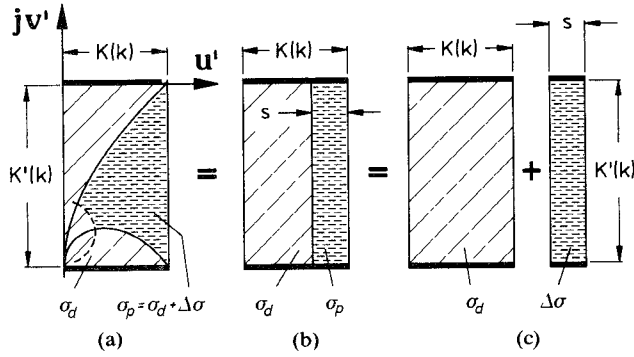 jv'
K(k)
u'
K'(k)
σd
σp=σd+Δσ
(a)
=
K(k)
s
σd
σp
(b)
=
K(k)
σd
+
s
K'(k)
Δσ
(c)